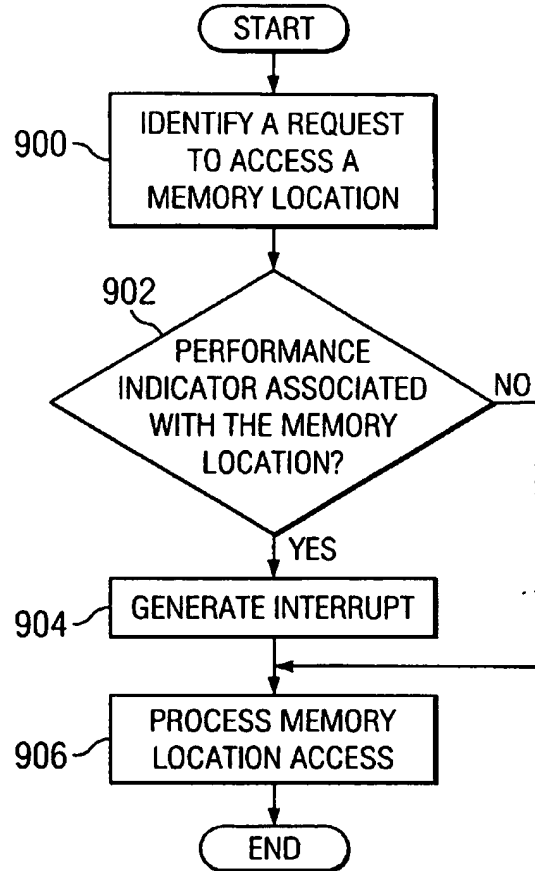 START
900
IDENTIFY A REQUEST
TO ACCESS A
MEMORY LOCATION
902
PERFORMANCE
INDICATOR ASSOCIATED
WITH THE MEMORY
LOCATION?
NO
YES
904
GENERATE INTERRUPT
906
PROCESS MEMORY
LOCATION ACCESS
END